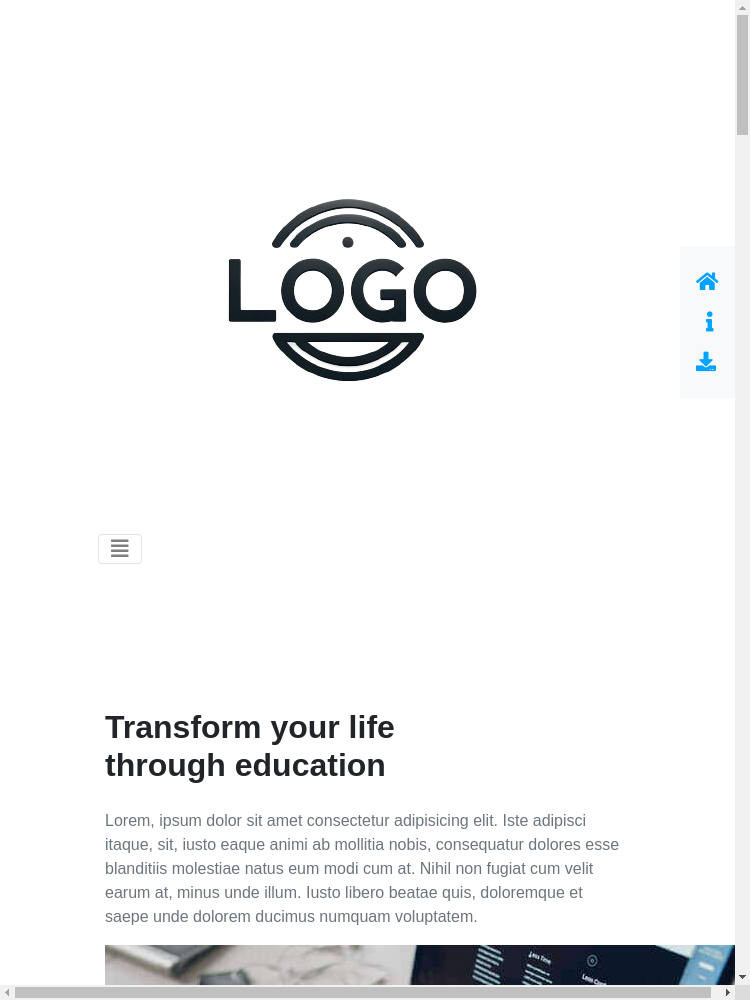 LOGO
Transform your life
through education
Lorem, ipsum dolor sit amet consectetur adipisicing elit. Iste adipisci
itaque, sit, iusto eaque animi ab mollitia nobis, consequatur dolores esse
blanditiis molestiae natus eum modi cum at. Nihil non fugiat cum velit
earum at, minus unde illum. Iusto libero beatae quis, doloremque et
saepe unde dolorem ducimus numquam voluptatem.
Less Time